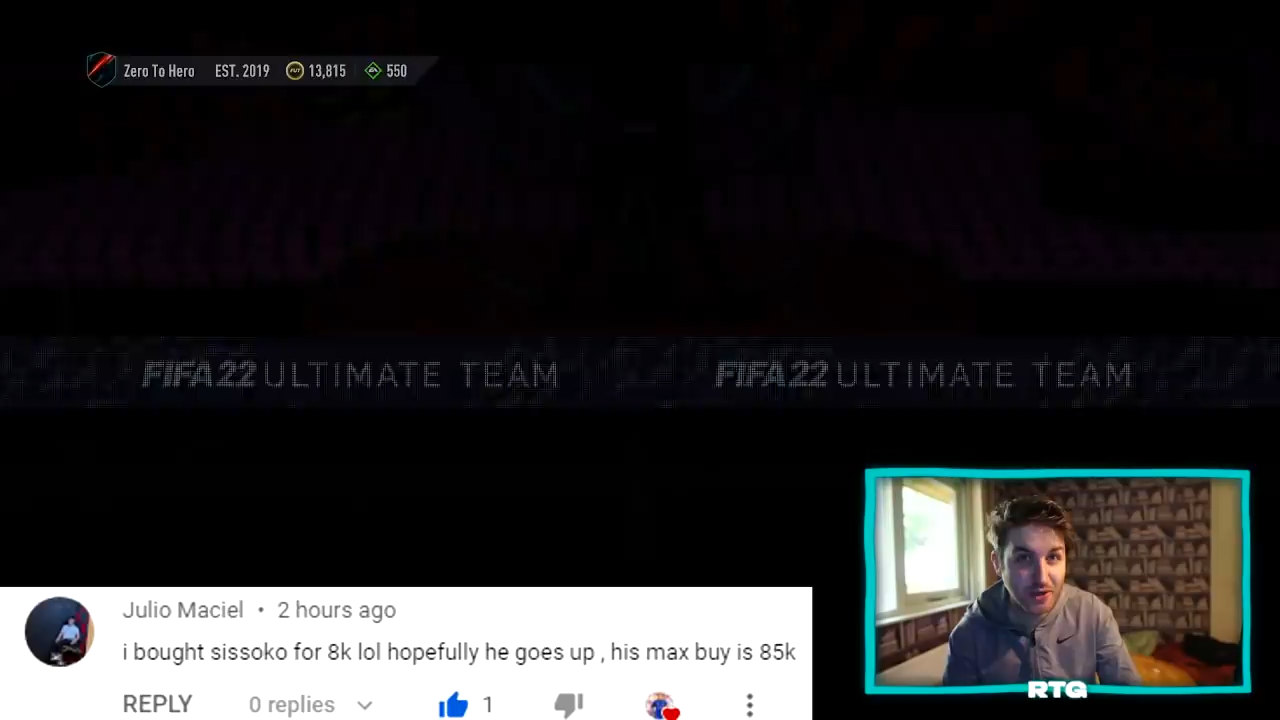 Zero To Hero EST. 2019 13,815 550
FIFA 22 ULTIMATE TEAM FIFA 22 ULTIMATE TEAM
RTG
Julio Maciel • 2 hours ago
i bought sissoko for 8k lol hopefully he goes up , his max buy is 85k
REPLY 0 replies 1